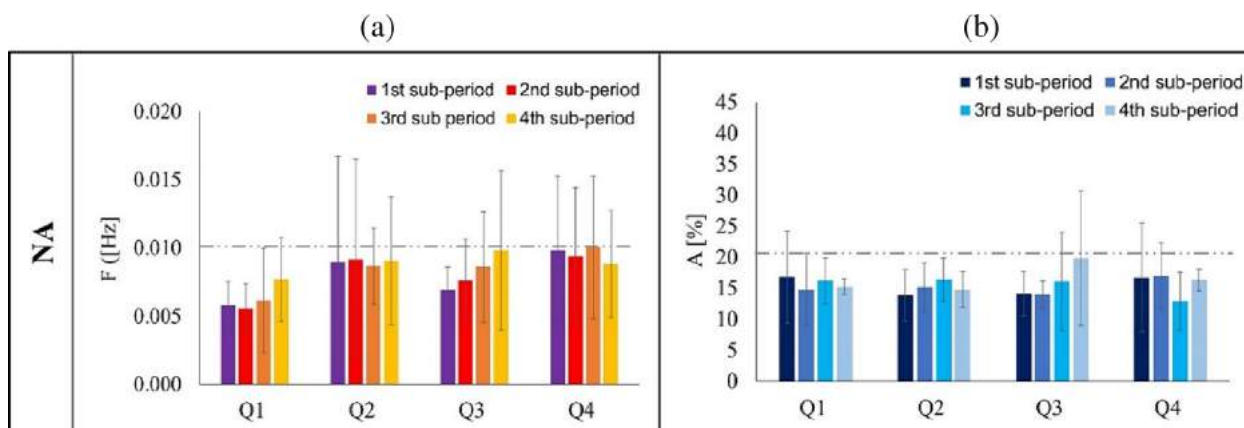 (a)
(b)
NA
1st sub-period 2nd sub-period
3rd sub period 4th sub-period
F ([Hz]
0.020
0.015
0.010
0.005
0.000
Q1 Q2 Q3 Q4
1st sub-period 2nd sub-period
3rd sub-period 4th sub-period
A [%]
45
40
35
30
25
20
15
10
5
0
Q1 Q2 Q3 Q4